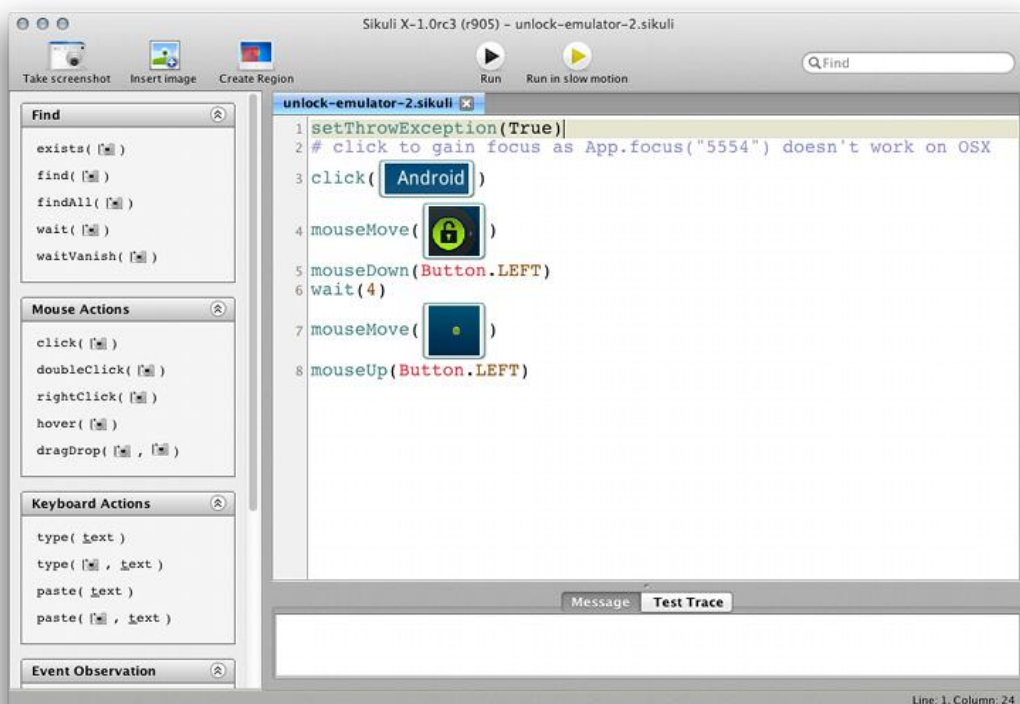 Sikuli X-1.0rc3 (r905) - unlock-emulator-2.sikuli
Take screenshot Insert image Create Region Run Run in slow motion Find
unlock-emulator-2.sikuli
Find
exists( )
find( )
findAll( )
wait( )
waitVanish( )
Mouse Actions
click( )
doubleClick( )
rightClick( )
hover( )
dragDrop( , )
Keyboard Actions
type( text )
type( , text )
paste( text )
paste( , text )
Event Observation
1 setThrowException(True)
2 # click to gain focus as App.focus("5554") doesn't work on OSX
3 click( Android )
4 mouseMove( )
5 mouseDown(Button.LEFT)
6 wait(4)
7 mouseMove( )
8 mouseUp(Button.LEFT)
Message Test Trace
Line: 1, Column: 24